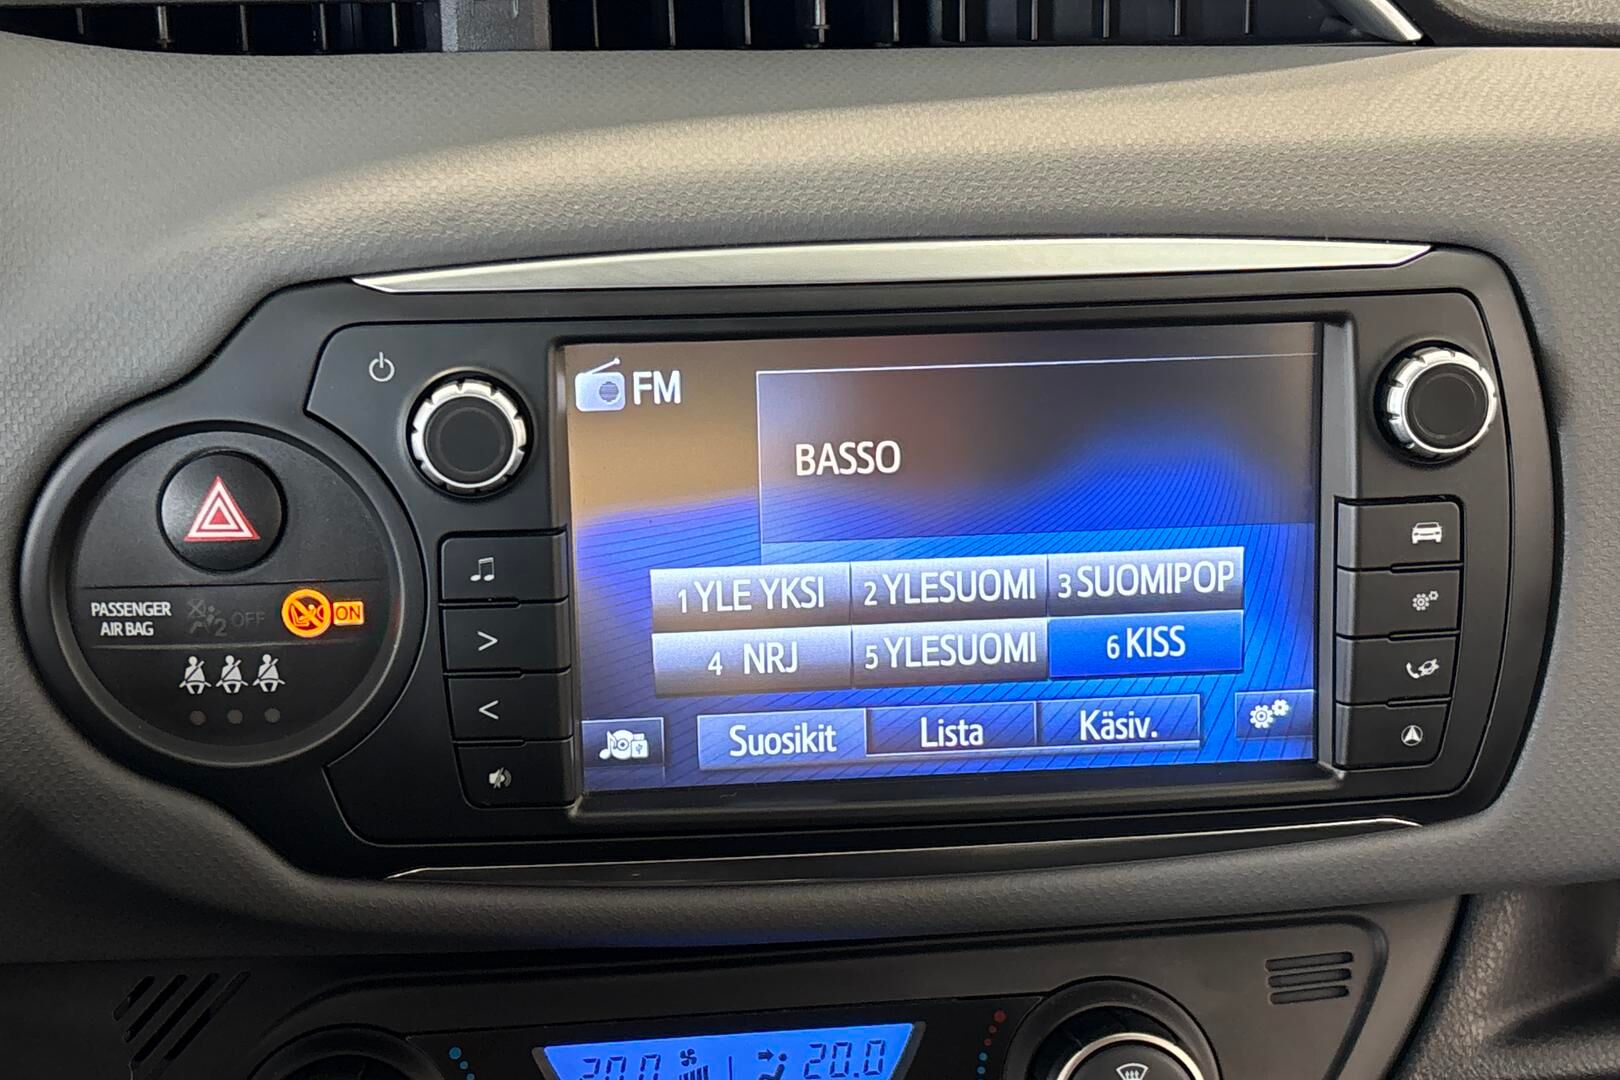 FM
BASSO
1 YLE YKSI 2 YLESUOMI 3 SUOMIPOP
4 NRJ 5 YLESUOMI 6 KISS
Suosikit Lista Käsiv.
PASSENGER
AIR BAG
2 OFF
ON
20.0 20.0